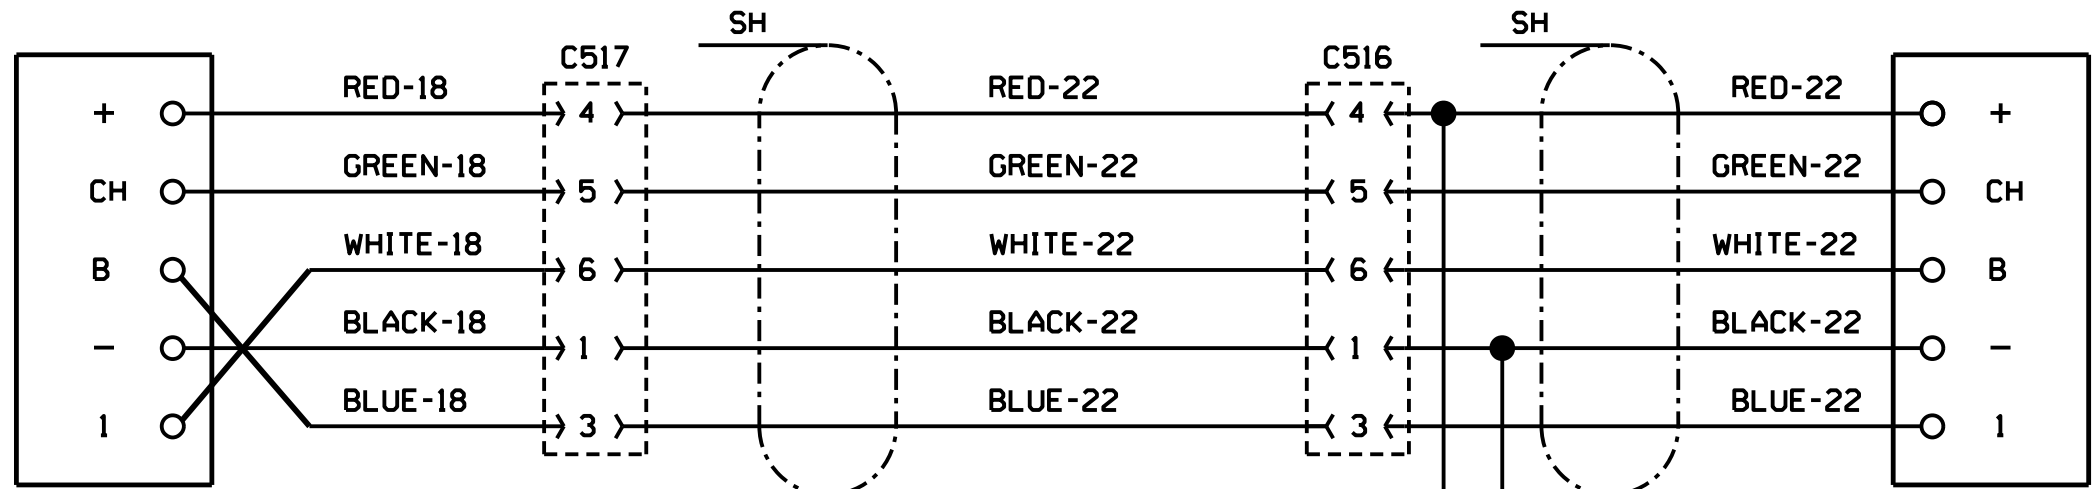 SH SH
C517 C516
RED-18 RED-22 RED-22
+ 4 4 +
GREEN-18 GREEN-22 GREEN-22
CH 5 5 CH
WHITE-18 WHITE-22 WHITE-22
B 6 6 B
BLACK-18 BLACK-22 BLACK-22
- 1 1 -
BLUE-18 BLUE-22 BLUE-22
1 3 3 1